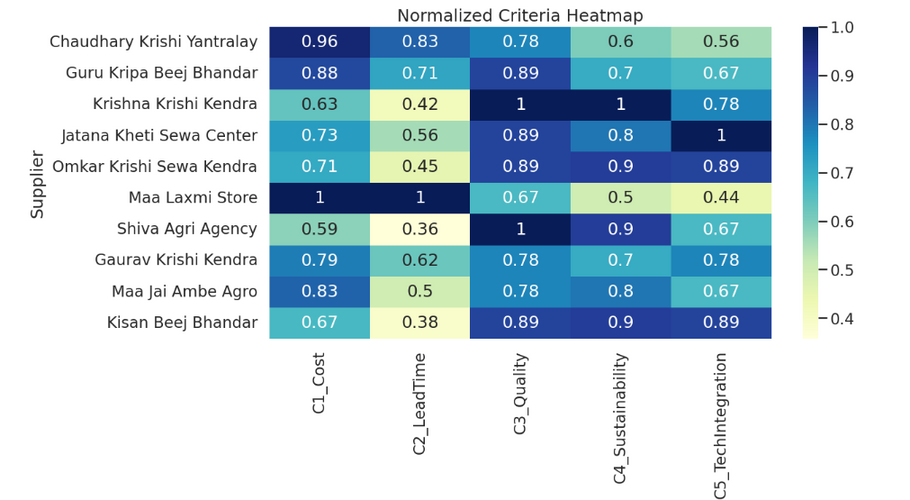 Normalized Criteria Heatmap
Supplier
Chaudhary Krishi Yantralay 0.96 0.83 0.78 0.6 0.56
Guru Kripa Beej Bhandar 0.88 0.71 0.89 0.7 0.67
Krishna Krishi Kendra 0.63 0.42 1 1 0.78
Jatana Kheti Sewa Center 0.73 0.56 0.89 0.8 1
Omkar Krishi Sewa Kendra 0.71 0.45 0.89 0.9 0.89
Maa Laxmi Store 1 1 0.67 0.5 0.44
Shiva Agri Agency 0.59 0.36 1 0.9 0.67
Gaurav Krishi Kendra 0.79 0.62 0.78 0.7 0.78
Maa Jai Ambe Agro 0.83 0.5 0.78 0.8 0.67
Kisan Beej Bhandar 0.67 0.38 0.89 0.9 0.89
C1_Cost
C2_LeadTime
C3_Quality
C4_Sustainability
C5_TechIntegration
1.0
0.9
0.8
0.7
0.6
0.5
0.4